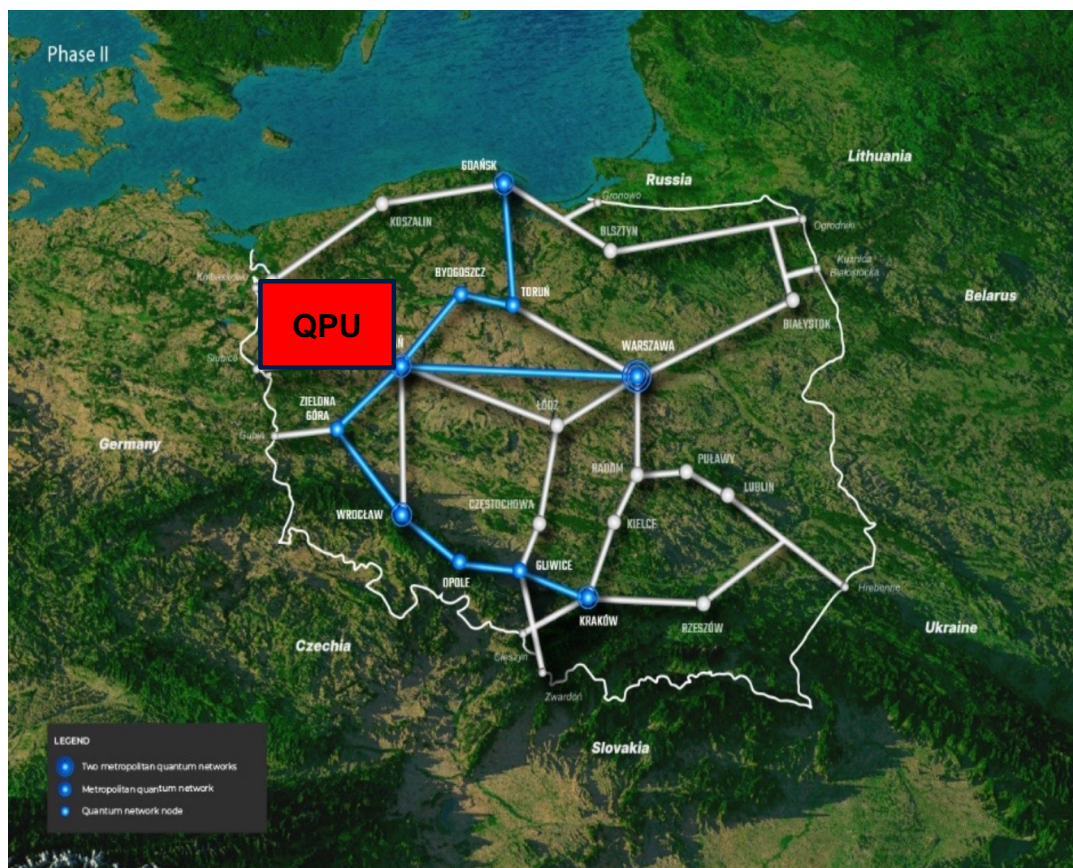 Phase II
Lithuania
GDAŃSK
Russia
Gronowo
KOSZALIN
Ogrodniki
OLSZTYN
Kuźnica
Białostocka
BYDGOSZCZ
TORUŃ
Belarus
BIAŁYSTOK
QPU
WARSZAWA
Słubice
ZIELONA
GÓRA
ŁÓDŹ
Germany
Gubin
RADOM
PUŁAWY
LUBLIN
CZĘSTOCHOWA
WROCŁAW
KIELCE
GLIWICE
OPOLE
Hrebenne
KRAKÓW
RZESZÓW
Ukraine
Czechia
Cieszyn
Zwardoń
Slovakia
LEGEND
Two metropolitan quantum networks
Metropolitan quantum network
Quantum network node